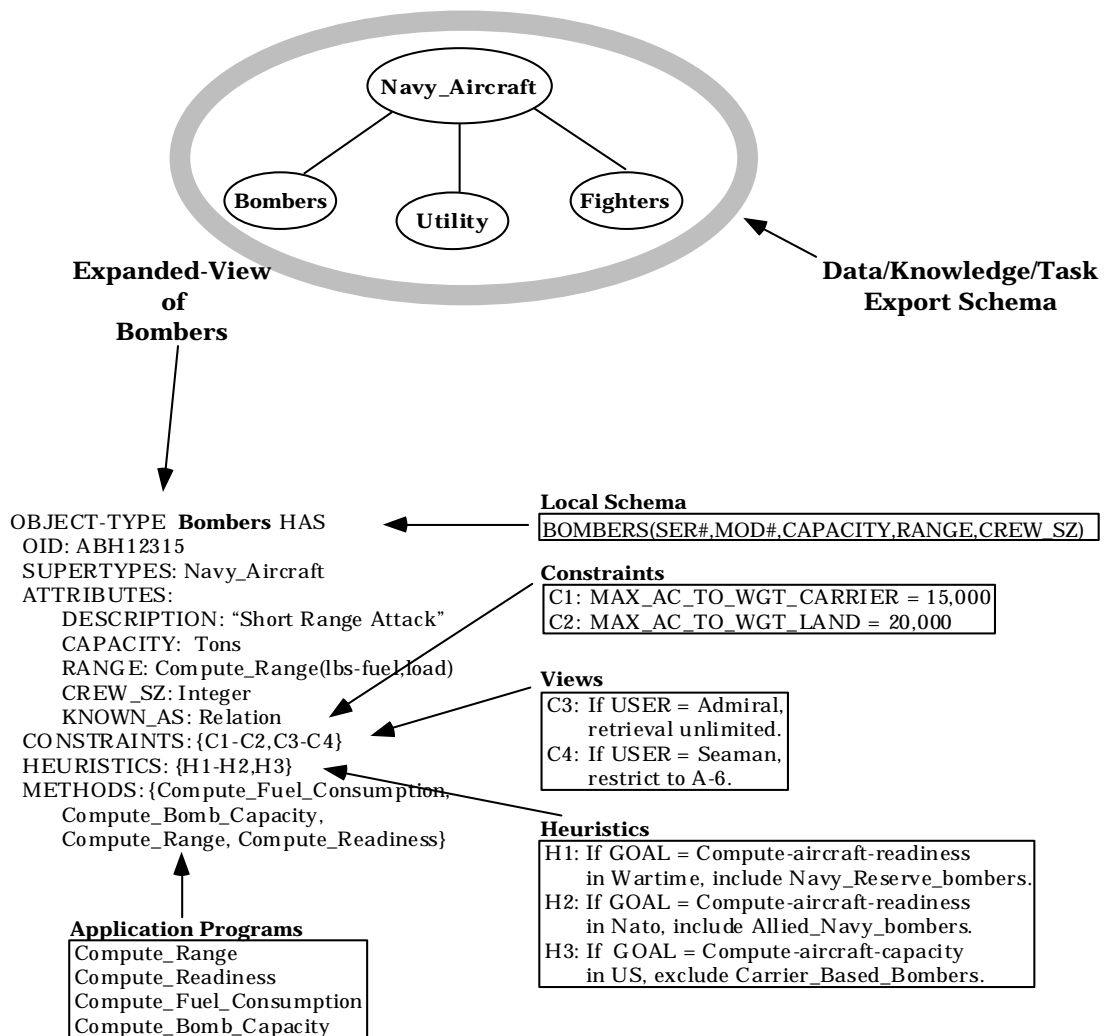 Navy_Aircraft
Bombers
Utility
Fighters
Expanded-View
of
Bombers
Data/Knowledge/Task
Export Schema
OBJECT-TYPE Bombers HAS
OID: ABH12315
SUPERTYPES: Navy_Aircraft
ATTRIBUTES:
DESCRIPTION: “Short Range Attack”
CAPACITY: Tons
RANGE: Compute_Range(lbs-fuel,load)
CREW_SZ: Integer
KNOWN_AS: Relation
CONSTRAINTS: {C1-C2,C3-C4}
HEURISTICS: {H1-H2,H3}
METHODS: {Compute_Fuel_Consumption,
Compute_Bomb_Capacity,
Compute_Range, Compute_Readiness}
Application Programs
Compute_Range
Compute_Readiness
Compute_Fuel_Consumption
Compute_Bomb_Capacity
Local Schema
BOMBERS(SER#,MOD#,CAPACITY,RANGE,CREW_SZ)
Constraints
C1: MAX_AC_TO_WGT_CARRIER = 15,000
C2: MAX_AC_TO_WGT_LAND = 20,000
Views
C3: If USER = Admiral,
retrieval unlimited.
C4: If USER = Seaman,
restrict to A-6.
Heuristics
H1: If GOAL = Compute-aircraft-readiness
in Wartime, include Navy_Reserve_bombers.
H2: If GOAL = Compute-aircraft-readiness
in Nato, include Allied_Navy_bombers.
H3: If GOAL = Compute-aircraft-capacity
in US, exclude Carrier_Based_Bombers.